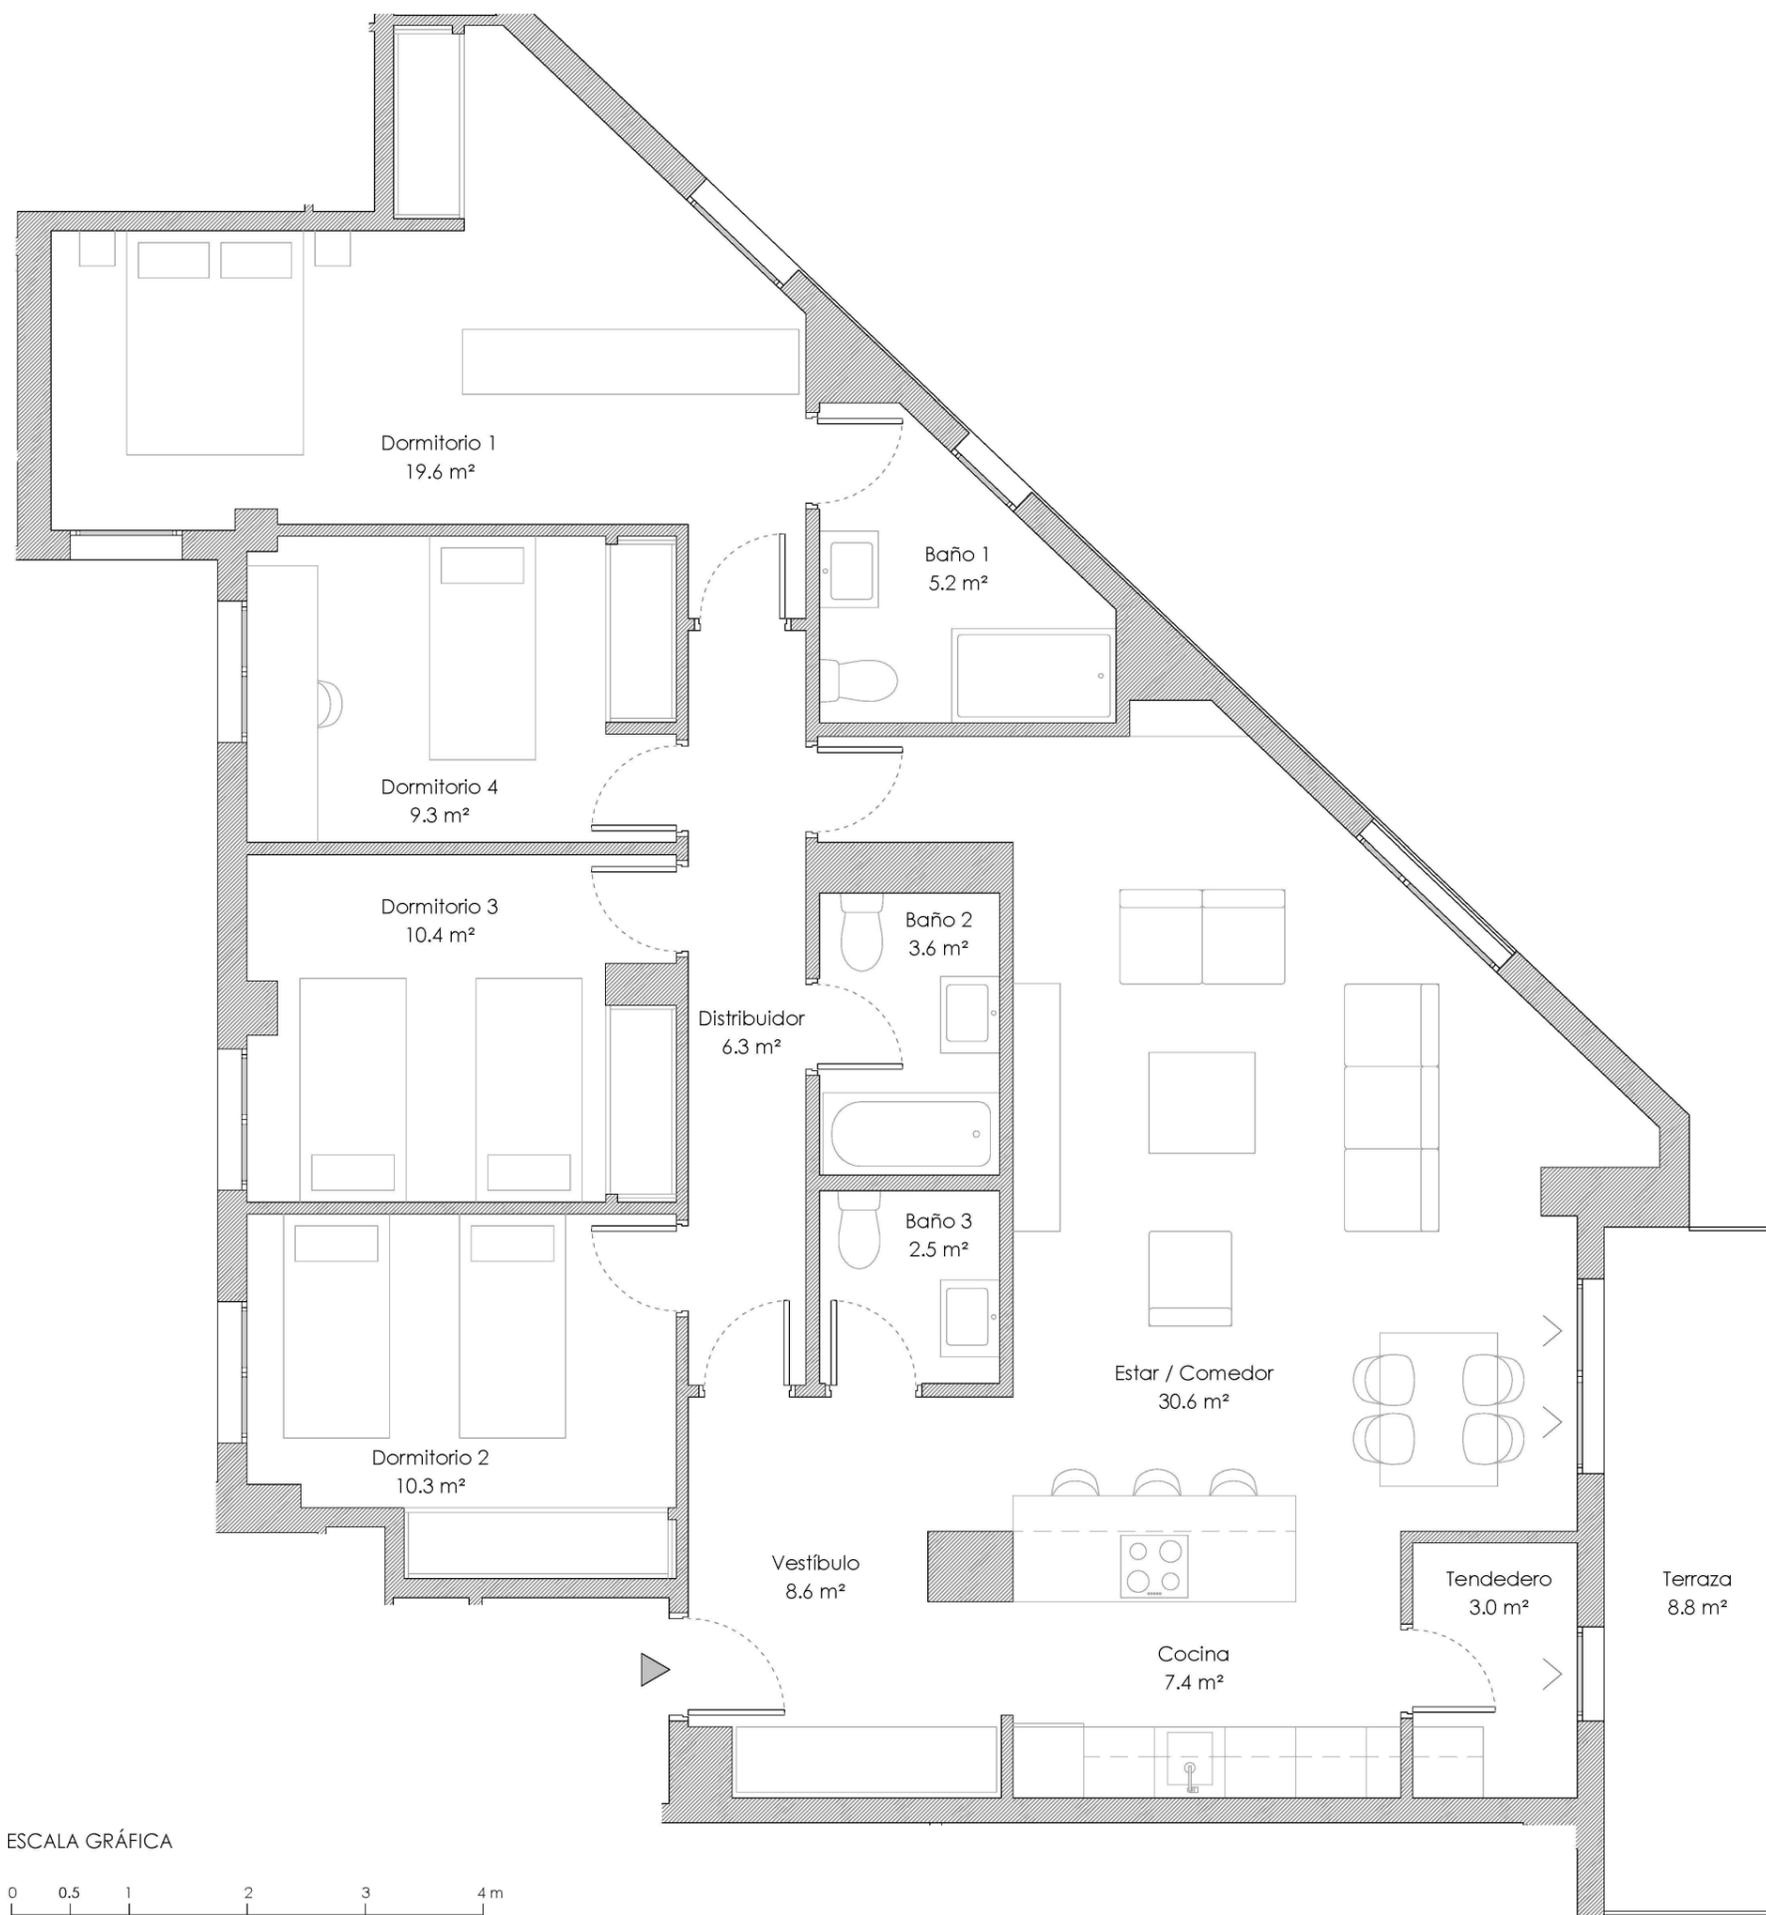 Dormitorio 1
19.6 m²
Baño 1
5.2 m²
Dormitorio 4
9.3 m²
Dormitorio 3
10.4 m²
Baño 2
3.6 m²
Distribuidor
6.3 m²
Baño 3
2.5 m²
Estar / Comedor
30.6 m²
Dormitorio 2
10.3 m²
Vestíbulo
8.6 m²
Tendedero
3.0 m²
Terraza
8.8 m²
Cocina
7.4 m²
ESCALA GRÁFICA
0 0.5 1 2 3 4 m